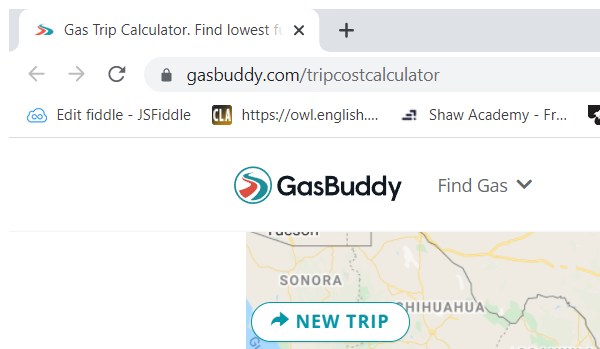 Gas Trip Calculator. Find lowest fu
gasbuddy.com/tripcostcalculator
Edit fiddle - JSFiddle CLA https://owl.english.... Shaw Academy - Fr...
GasBuddy Find Gas
Tucson
SONORA
CHIHUAHUA
NEW TRIP